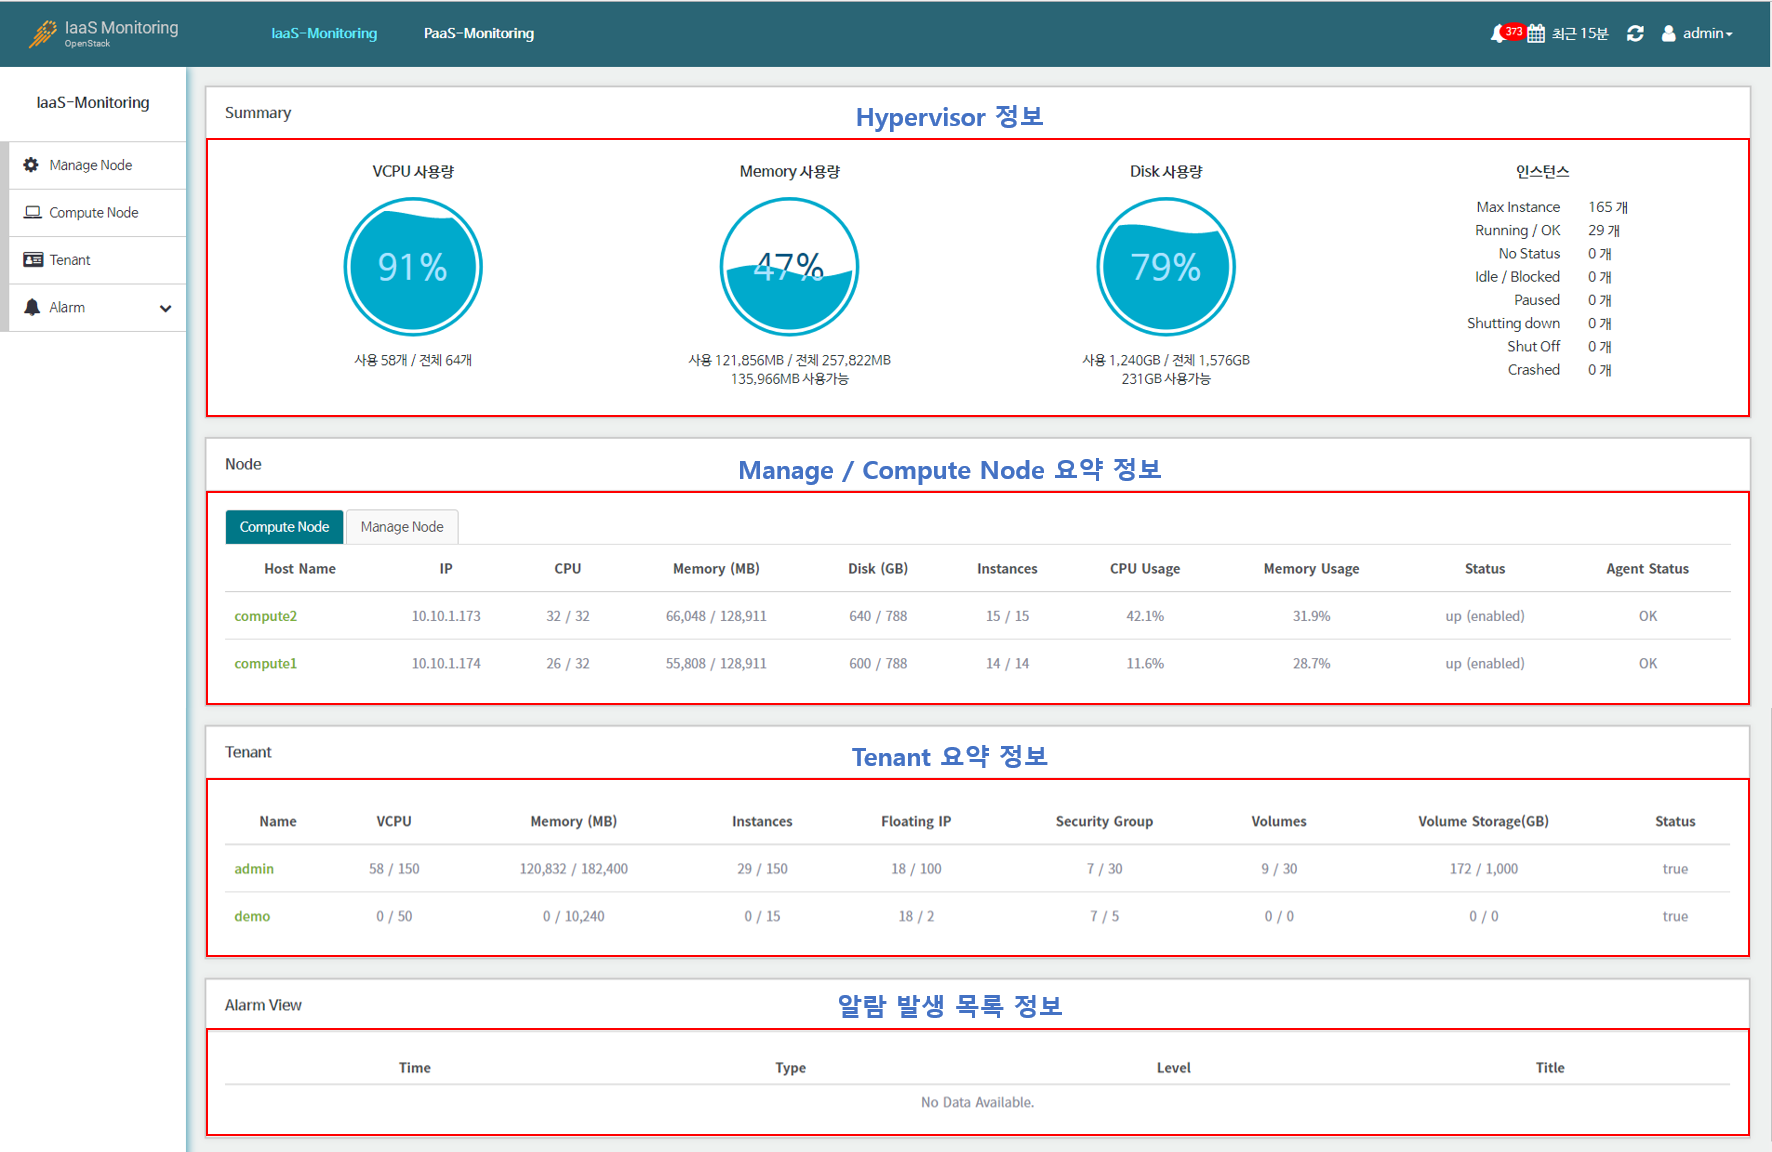 IaaS Monitoring
OpenStack
IaaS-Monitoring
PaaS-Monitoring
373
최근 15분
admin
IaaS-Monitoring
Manage Node
Compute Node
Tenant
Alarm
Summary
Hypervisor 정보
VCPU 사용량
91%
사용 58개 / 전체 64개
Memory 사용량
47%
사용 121,856MB / 전체 257,822MB
135,966MB 사용가능
Disk 사용량
79%
사용 1,240GB / 전체 1,576GB
231GB 사용가능
인스턴스
Max Instance 165 개
Running / OK 29 개
No Status 0 개
Idle / Blocked 0 개
Paused 0 개
Shutting down 0 개
Shut Off 0 개
Crashed 0 개
Node
Manage / Compute Node 요약 정보
Compute Node Manage Node
Host Name IP CPU Memory (MB) Disk (GB) Instances CPU Usage Memory Usage Status Agent Status
compute2 10.10.1.173 32 / 32 66,048 / 128,911 640 / 788 15 / 15 42.1% 31.9% up (enabled) OK
compute1 10.10.1.174 26 / 32 55,808 / 128,911 600 / 788 14 / 14 11.6% 28.7% up (enabled) OK
Tenant
Tenant 요약 정보
Name VCPU Memory (MB) Instances Floating IP Security Group Volumes Volume Storage(GB) Status
admin 58 / 150 120,832 / 182,400 29 / 150 18 / 100 7 / 30 9 / 30 172 / 1,000 true
demo 0 / 50 0 / 10,240 0 / 15 18 / 2 7 / 5 0 / 0 0 / 0 true
Alarm View
알람 발생 목록 정보
Time Type Level Title
No Data Available.